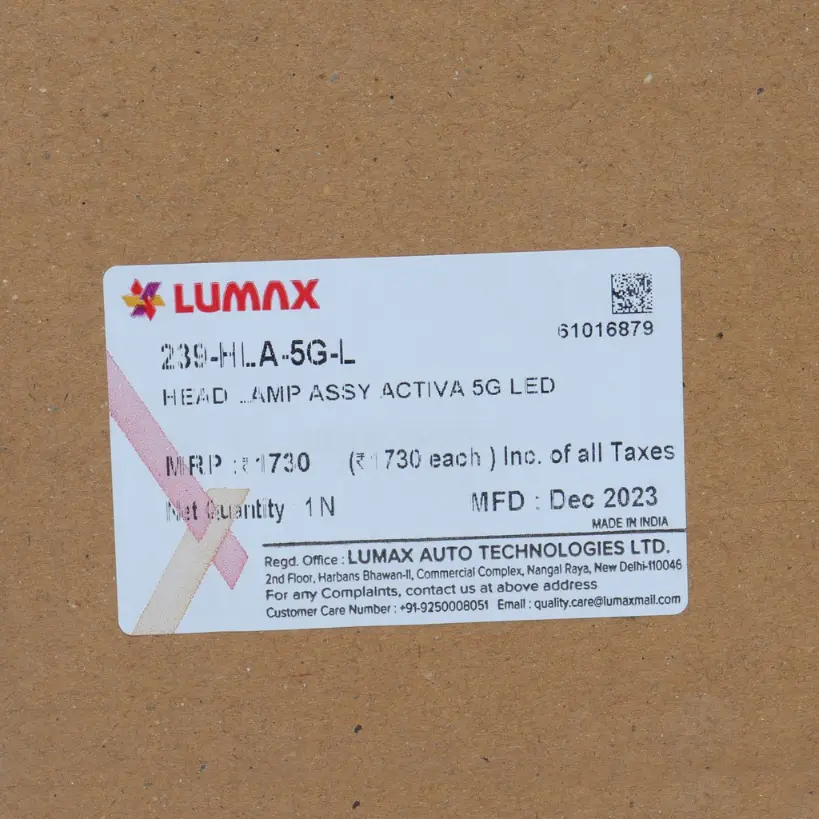 LUMAX
61016879
239-HLA-5G-L
HEAD LAMP ASSY ACTIVA 5G LED
MRP : ₹1730 (₹1730 each ) Inc. of all Taxes
Net Quantity 1 N MFD : Dec 2023
MADE IN INDIA
Regd. Office : LUMAX AUTO TECHNOLOGIES LTD.
2nd Floor, Harbans Bhawan-II, Commercial Complex, Nangal Raya, New Delhi-110046
For any Complaints, contact us at above address
Customer Care Number : +91-9250008051 Email : quality.care@lumaxmail.com